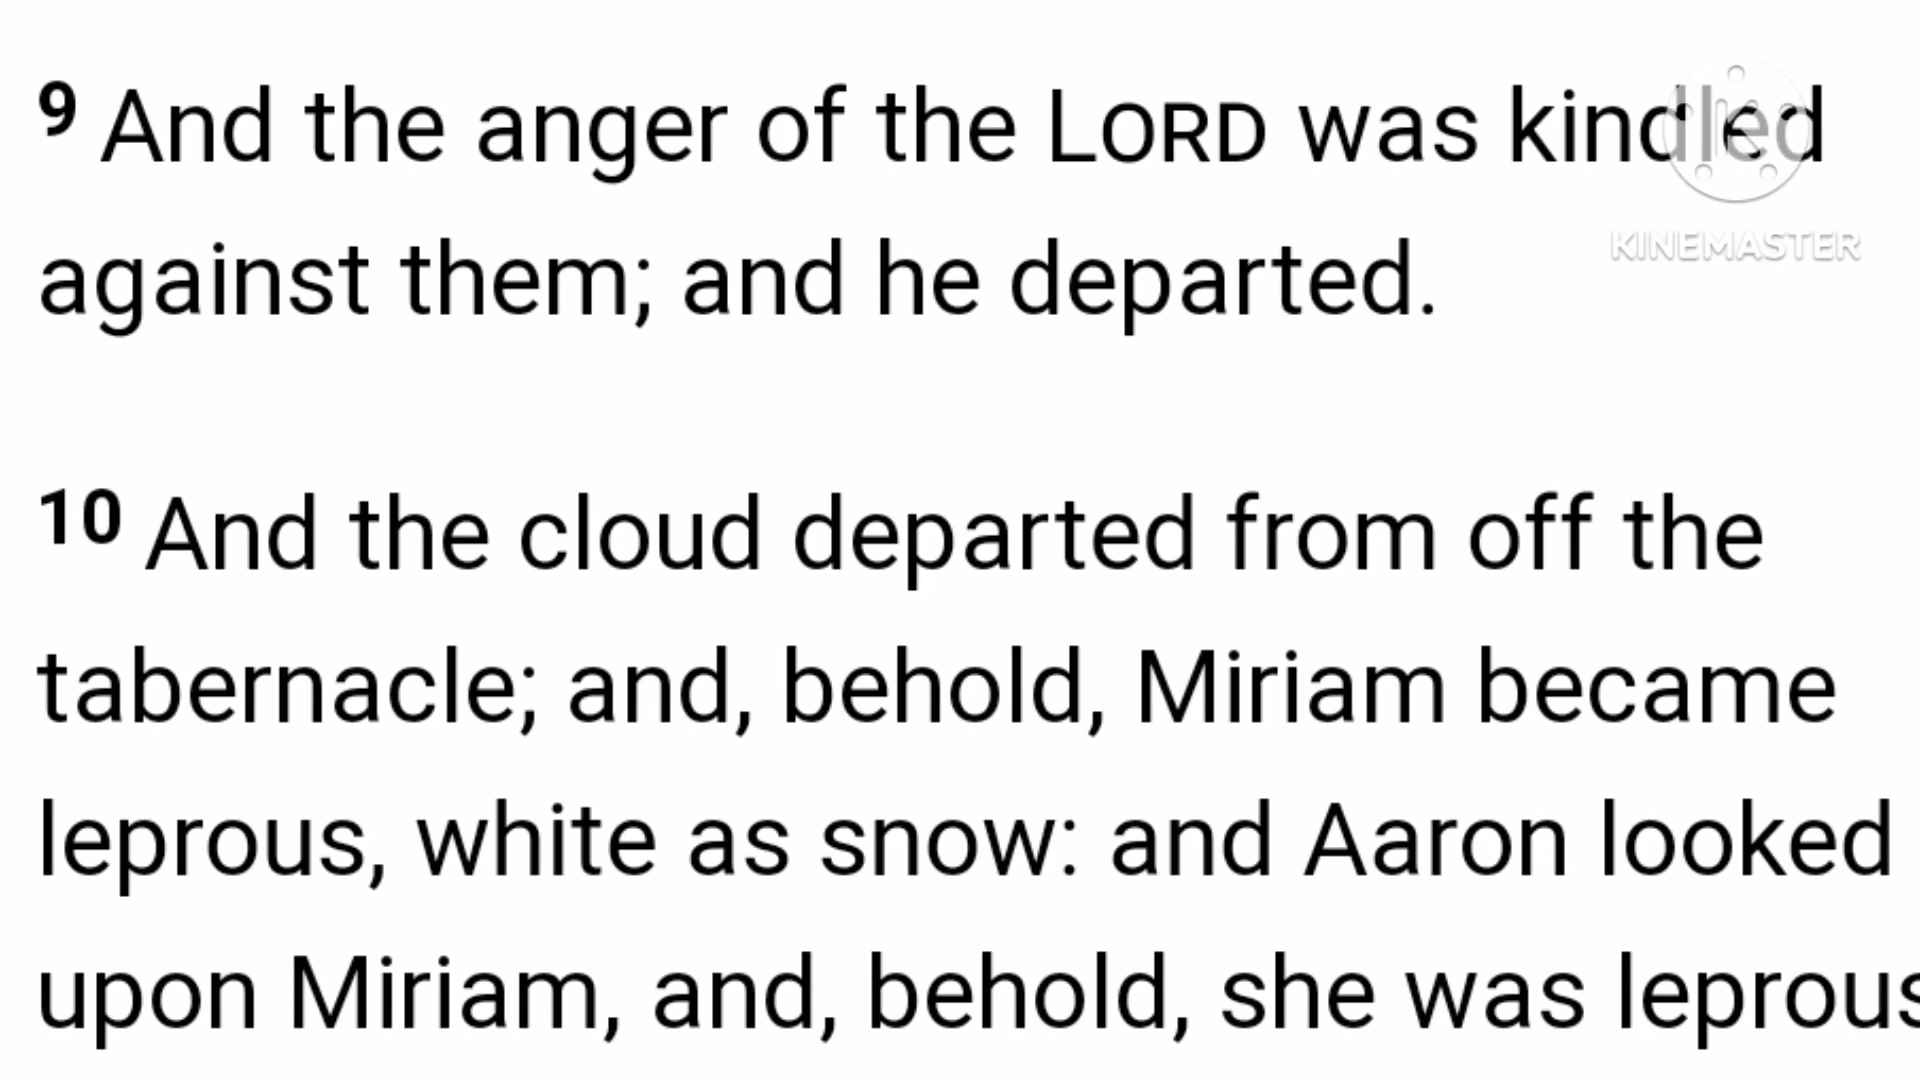 9 And the anger of the LORD was kindled
KINEMASTER
against them; and he departed.
10 And the cloud departed from off the
tabernacle; and, behold, Miriam became
leprous, white as snow: and Aaron looked
upon Miriam, and, behold, she was leprous